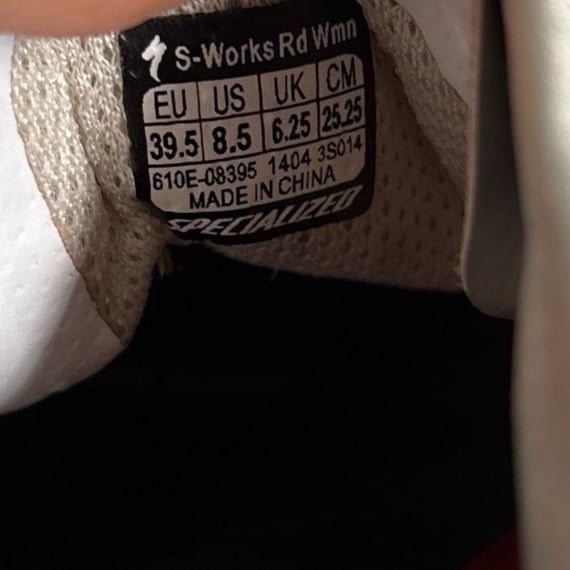 S-Works Rd Wmn
EU US UK CM
39.5 8.5 6.25 25.25
610E-08395 1404 3S014
MADE IN CHINA
SPECIALIZED